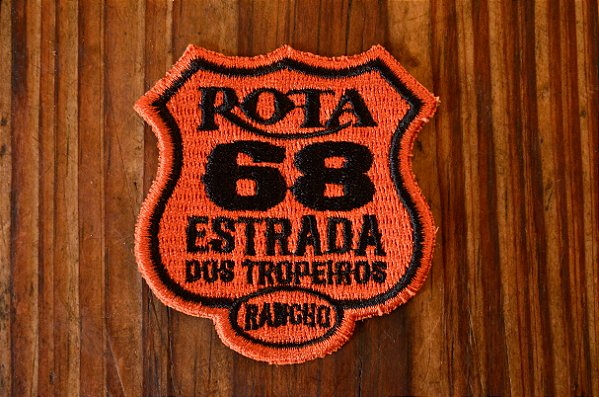 ROTA
68
ESTRADA
DOS TROPEIROS
RANCHO